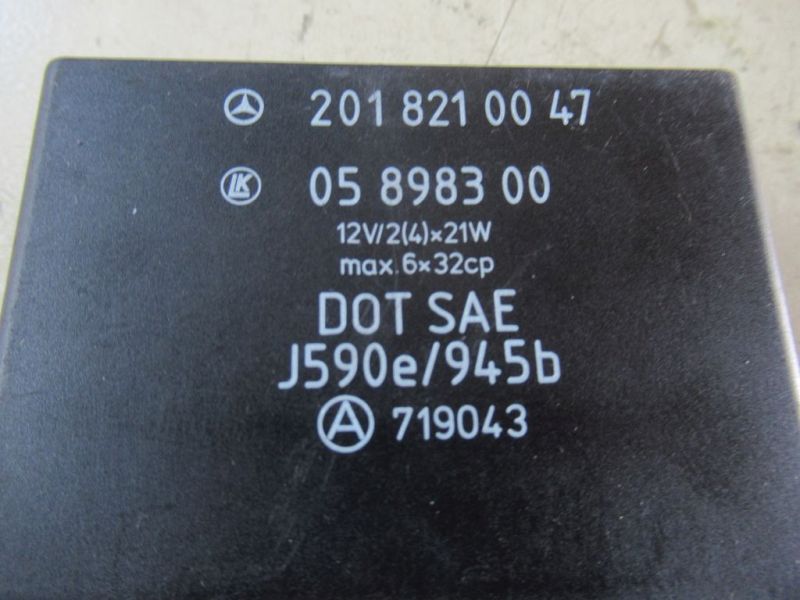 201 821 00 47
LK 05 8983 00
12V/2(4)×21W
max.6×32cp
DOT SAE
J590e/945b
A 719043